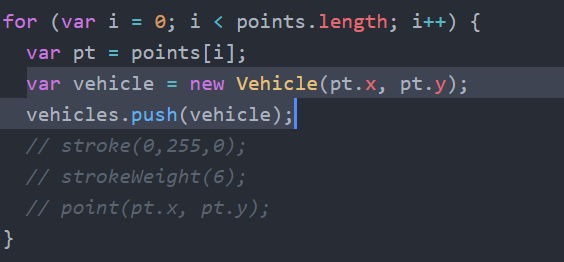 for (var i = 0; i < points.length; i++) {
  var pt = points[i];
  var vehicle = new Vehicle(pt.x, pt.y);
  vehicles.push(vehicle);
  // stroke(0,255,0);
  // strokeWeight(6);
  // point(pt.x, pt.y);
}